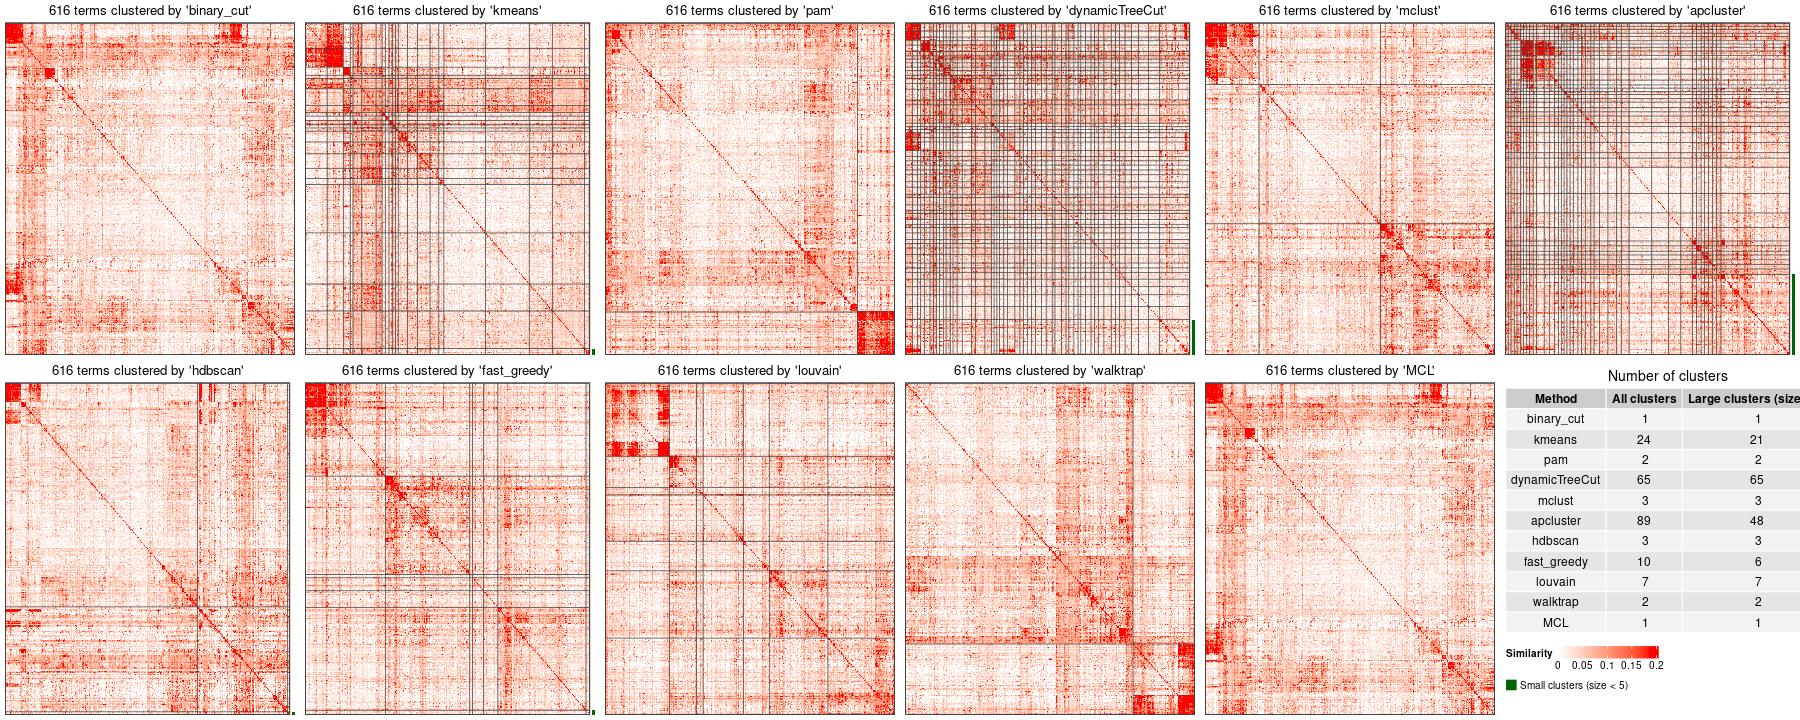 616 terms clustered by 'binary_cut'
616 terms clustered by 'kmeans'
616 terms clustered by 'pam'
616 terms clustered by 'dynamicTreeCut'
616 terms clustered by 'mclust'
616 terms clustered by 'apcluster'
616 terms clustered by 'hdbscan'
616 terms clustered by 'fast_greedy'
616 terms clustered by 'louvain'
616 terms clustered by 'walktrap'
616 terms clustered by 'MCL'
Number of clusters
Method All clusters Large clusters (size
binary_cut 1 1
kmeans 24 21
pam 2 2
dynamicTreeCut 65 65
mclust 3 3
apcluster 89 48
hdbscan 3 3
fast_greedy 10 6
louvain 7 7
walktrap 2 2
MCL 1 1
Similarity
0 0.05 0.1 0.15 0.2
Small clusters (size < 5)